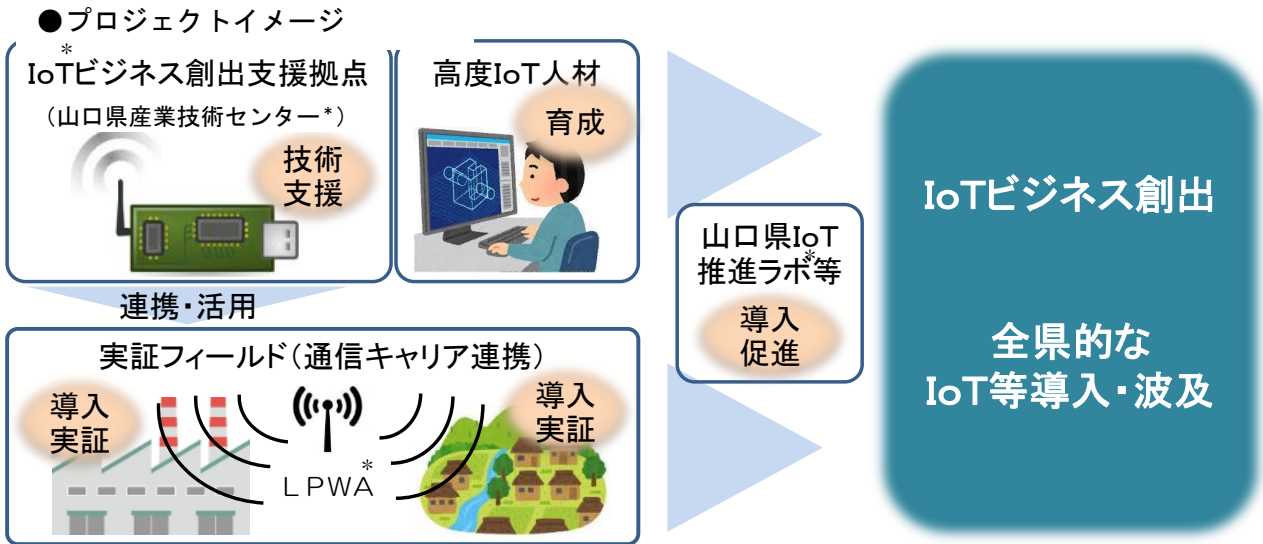 ●プロジェクトイメージ
IoT*ビジネス創出支援拠点
(山口県産業技術センター*)
技術
支援
高度IoT人材
育成
連携・活用
実証フィールド(通信キャリア連携)
導入
実証
LPWA*
導入
実証
山口県IoT
推進ラボ*等
導入
促進
IoTビジネス創出
全県的な
IoT等導入・波及